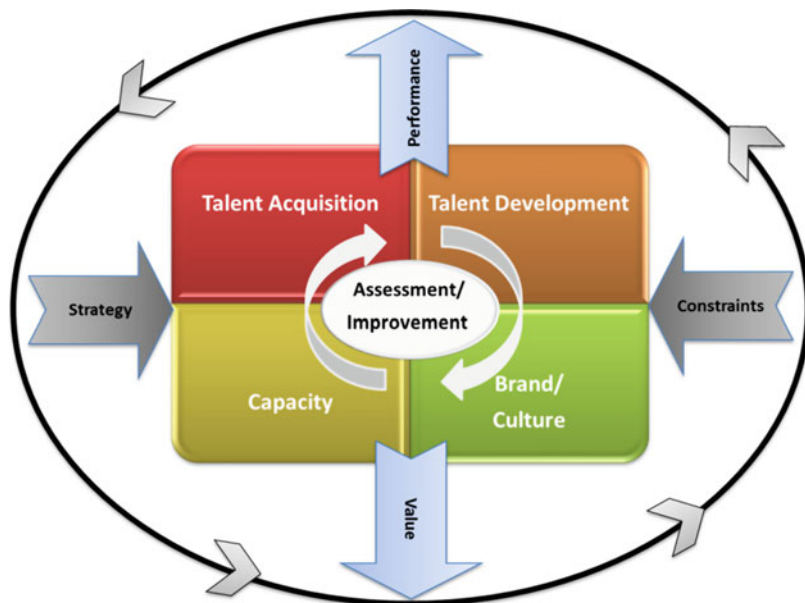 Performance
Talent Acquisition
Talent Development
Strategy
Assessment/
Improvement
Constraints
Capacity
Brand/
Culture
Value